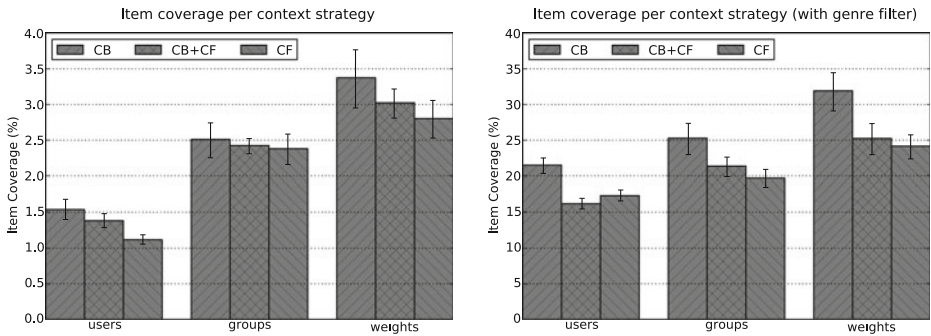 Item coverage per context strategy
Item Coverage (%)
4.0
3.5
3.0
2.5
2.0
1.5
1.0
0.5
0.0
CB CB+CF CF
users groups weights
Item coverage per context strategy (with genre filter)
Item Coverage (%)
40
35
30
25
20
15
10
5
0
CB CB+CF CF
users groups weights